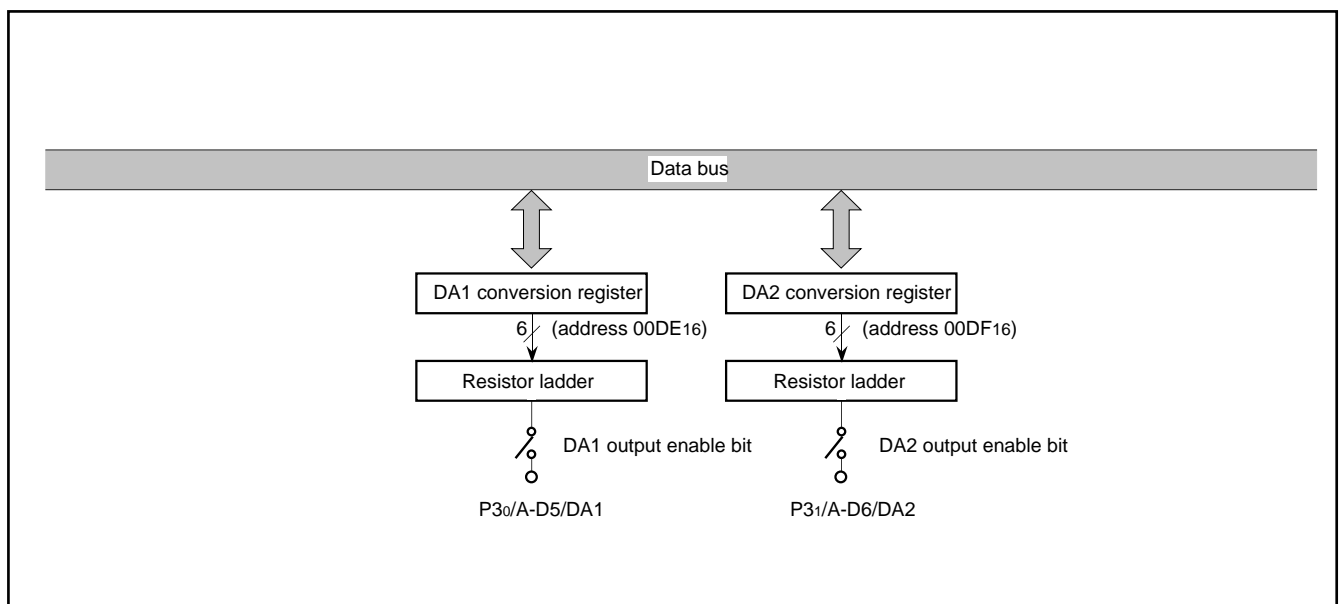 Data bus
DA1 conversion register
DA2 conversion register
6 (address 00DE16)
6 (address 00DF16)
Resistor ladder
Resistor ladder
DA1 output enable bit
DA2 output enable bit
P30/A-D5/DA1
P31/A-D6/DA2